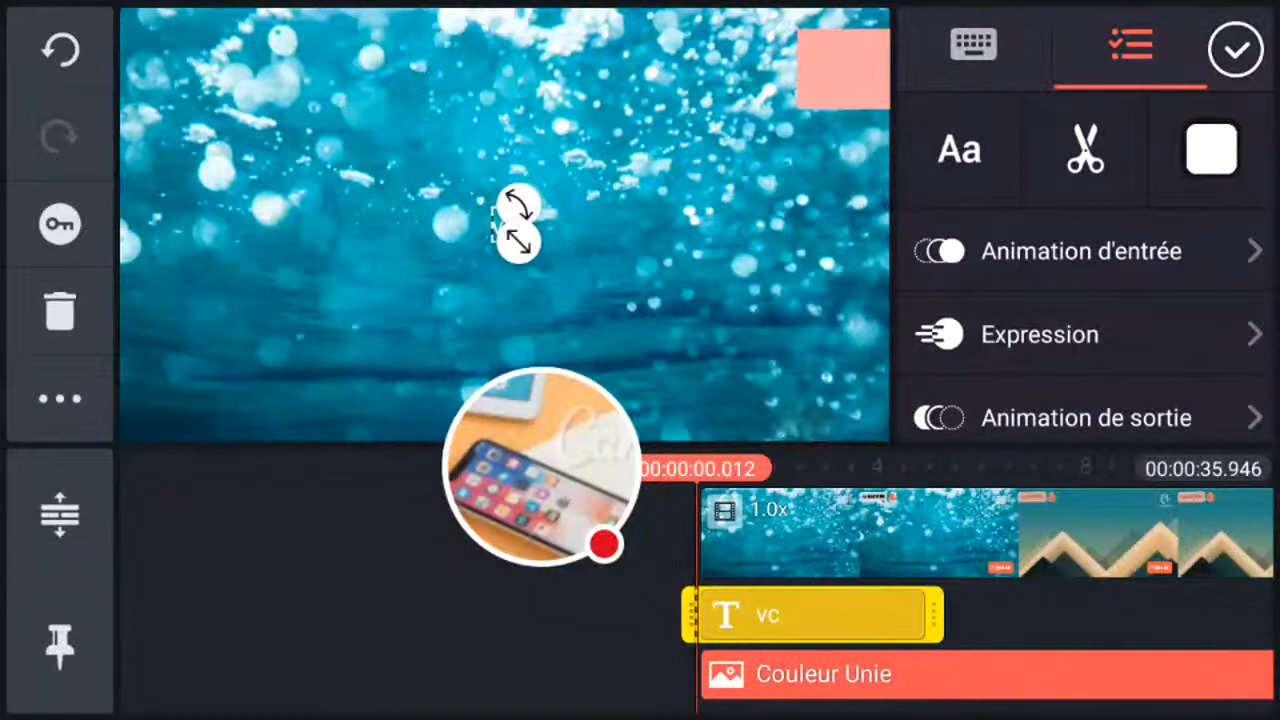 Aa
Animation d'entrée
Expression
Animation de sortie
00:00:00.012
4
8
00:00:35.946
1.0x
T vc
Couleur Unie